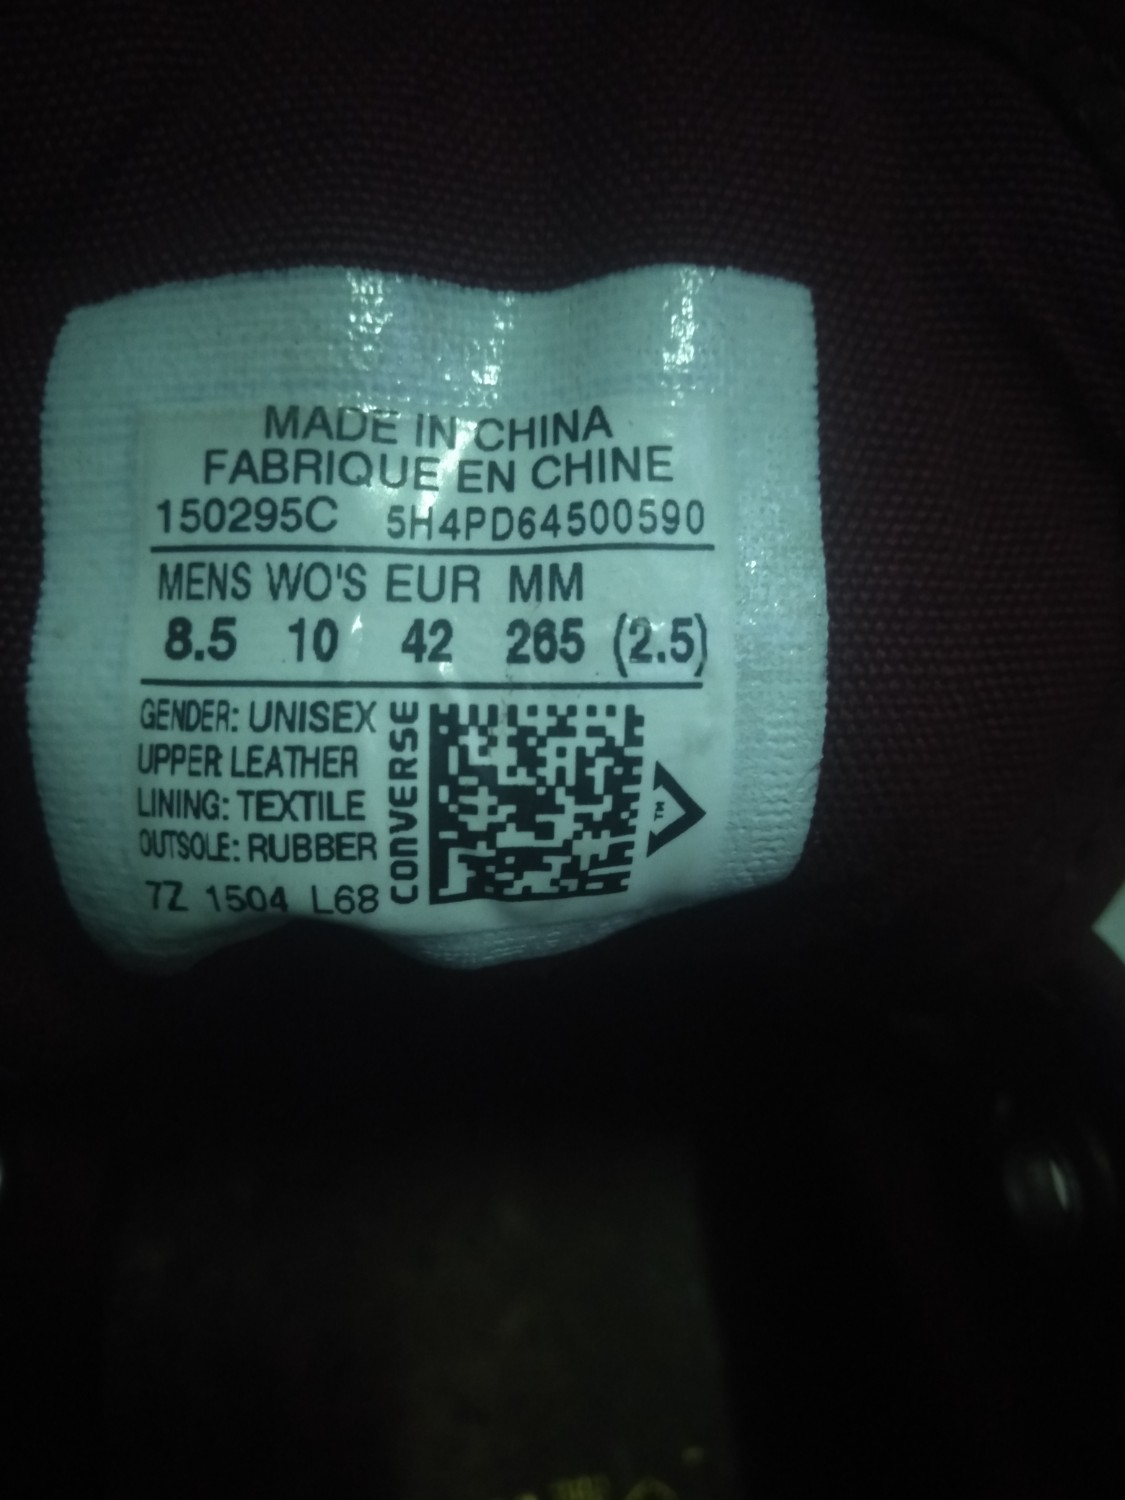 MADE IN CHINA
FABRIQUE EN CHINE
150295C 5H4PD64500590
MENS WO'S EUR MM
8.5 10 42 265 (2.5)
GENDER: UNISEX
UPPER LEATHER
LINING: TEXTILE
OUTSOLE: RUBBER
7Z 1504 L68
CONVERSE
TM